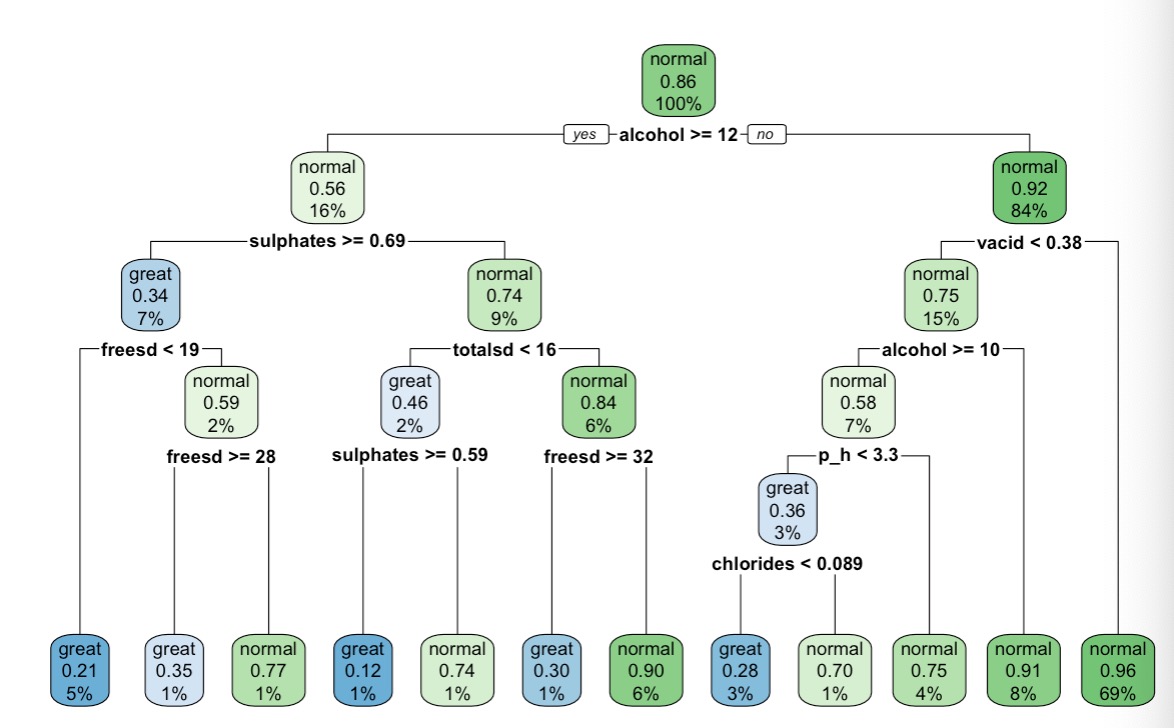 normal
0.86
100%
yes alcohol >= 12 no
normal
0.56
16%
normal
0.92
84%
sulphates >= 0.69
vacid < 0.38
great
0.34
7%
normal
0.74
9%
normal
0.75
15%
freesd < 19
totalsd < 16
alcohol >= 10
normal
0.59
2%
great
0.46
2%
normal
0.84
6%
normal
0.58
7%
freesd >= 28
sulphates >= 0.59
freesd >= 32
p_h < 3.3
great
0.36
3%
chlorides < 0.089
great
0.21
5%
great
0.35
1%
normal
0.77
1%
great
0.12
1%
normal
0.74
1%
great
0.30
1%
normal
0.90
6%
great
0.28
3%
normal
0.70
1%
normal
0.75
4%
normal
0.91
8%
normal
0.96
69%